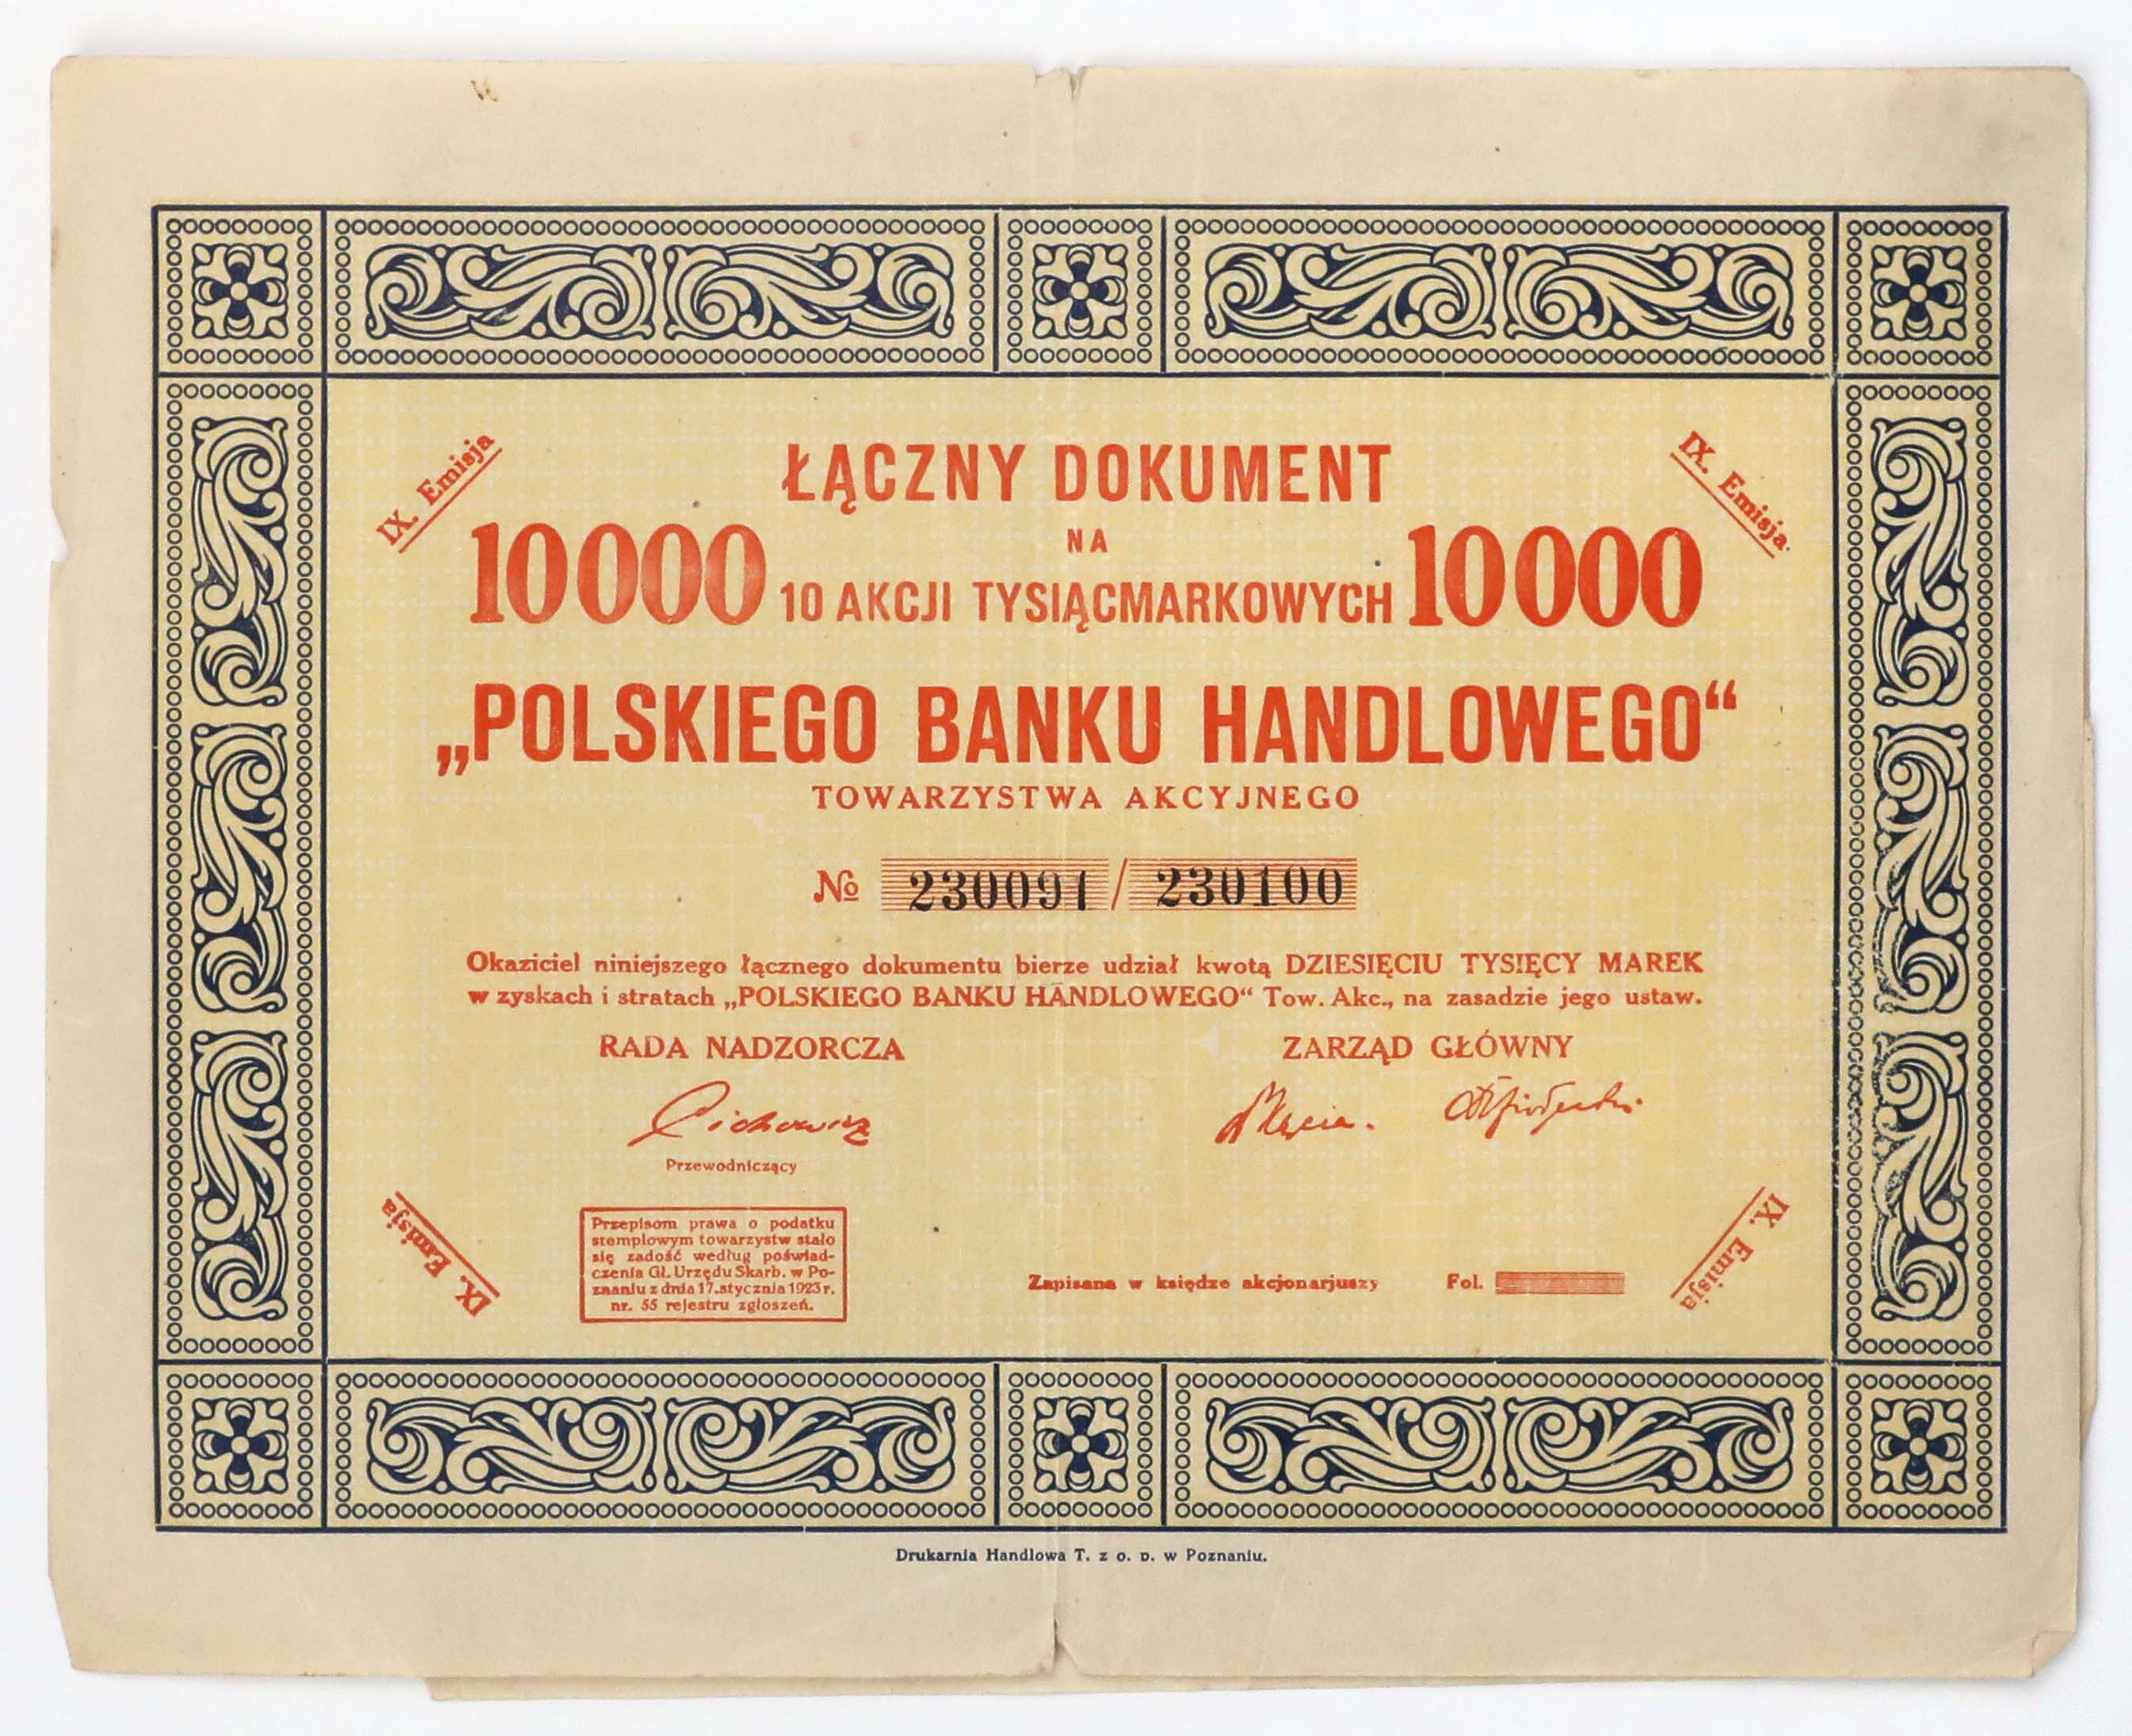 IX. Emisja
IX. Emisja
ŁĄCZNY DOKUMENT
NA
10000 10 AKCJI TYSIĄCMARKOWYCH 10000
„POLSKIEGO BANKU HANDLOWEGO“
TOWARZYSTWA AKCYJNEGO
№ 230091 / 230100
Okaziciel niniejszego łącznego dokumentu bierze udział kwotą DZIESIĘCIU TYSIĘCY MAREK
w zyskach i stratach „POLSKIEGO BANKU HANDLOWEGO“ Tow. Akc., na zasadzie jego ustaw.
RADA NADZORCZA
ZARZĄD GŁÓWNY
Cichowicz
Przewodniczący
Przepisom prawa o podatku
stemplowym towarzystw stało
się zadość według poświad-
czenia Gł. Urzędu Skarb. w Po-
znaniu z dnia 17. stycznia 1923 r.
nr. 55 rejestru zgłoszeń.
Zapisana w księdze akcjonarjuszy Fol.
IX. Emisja
IX. Emisja
Drukarnia Handlowa T. z o. p. w Poznaniu.